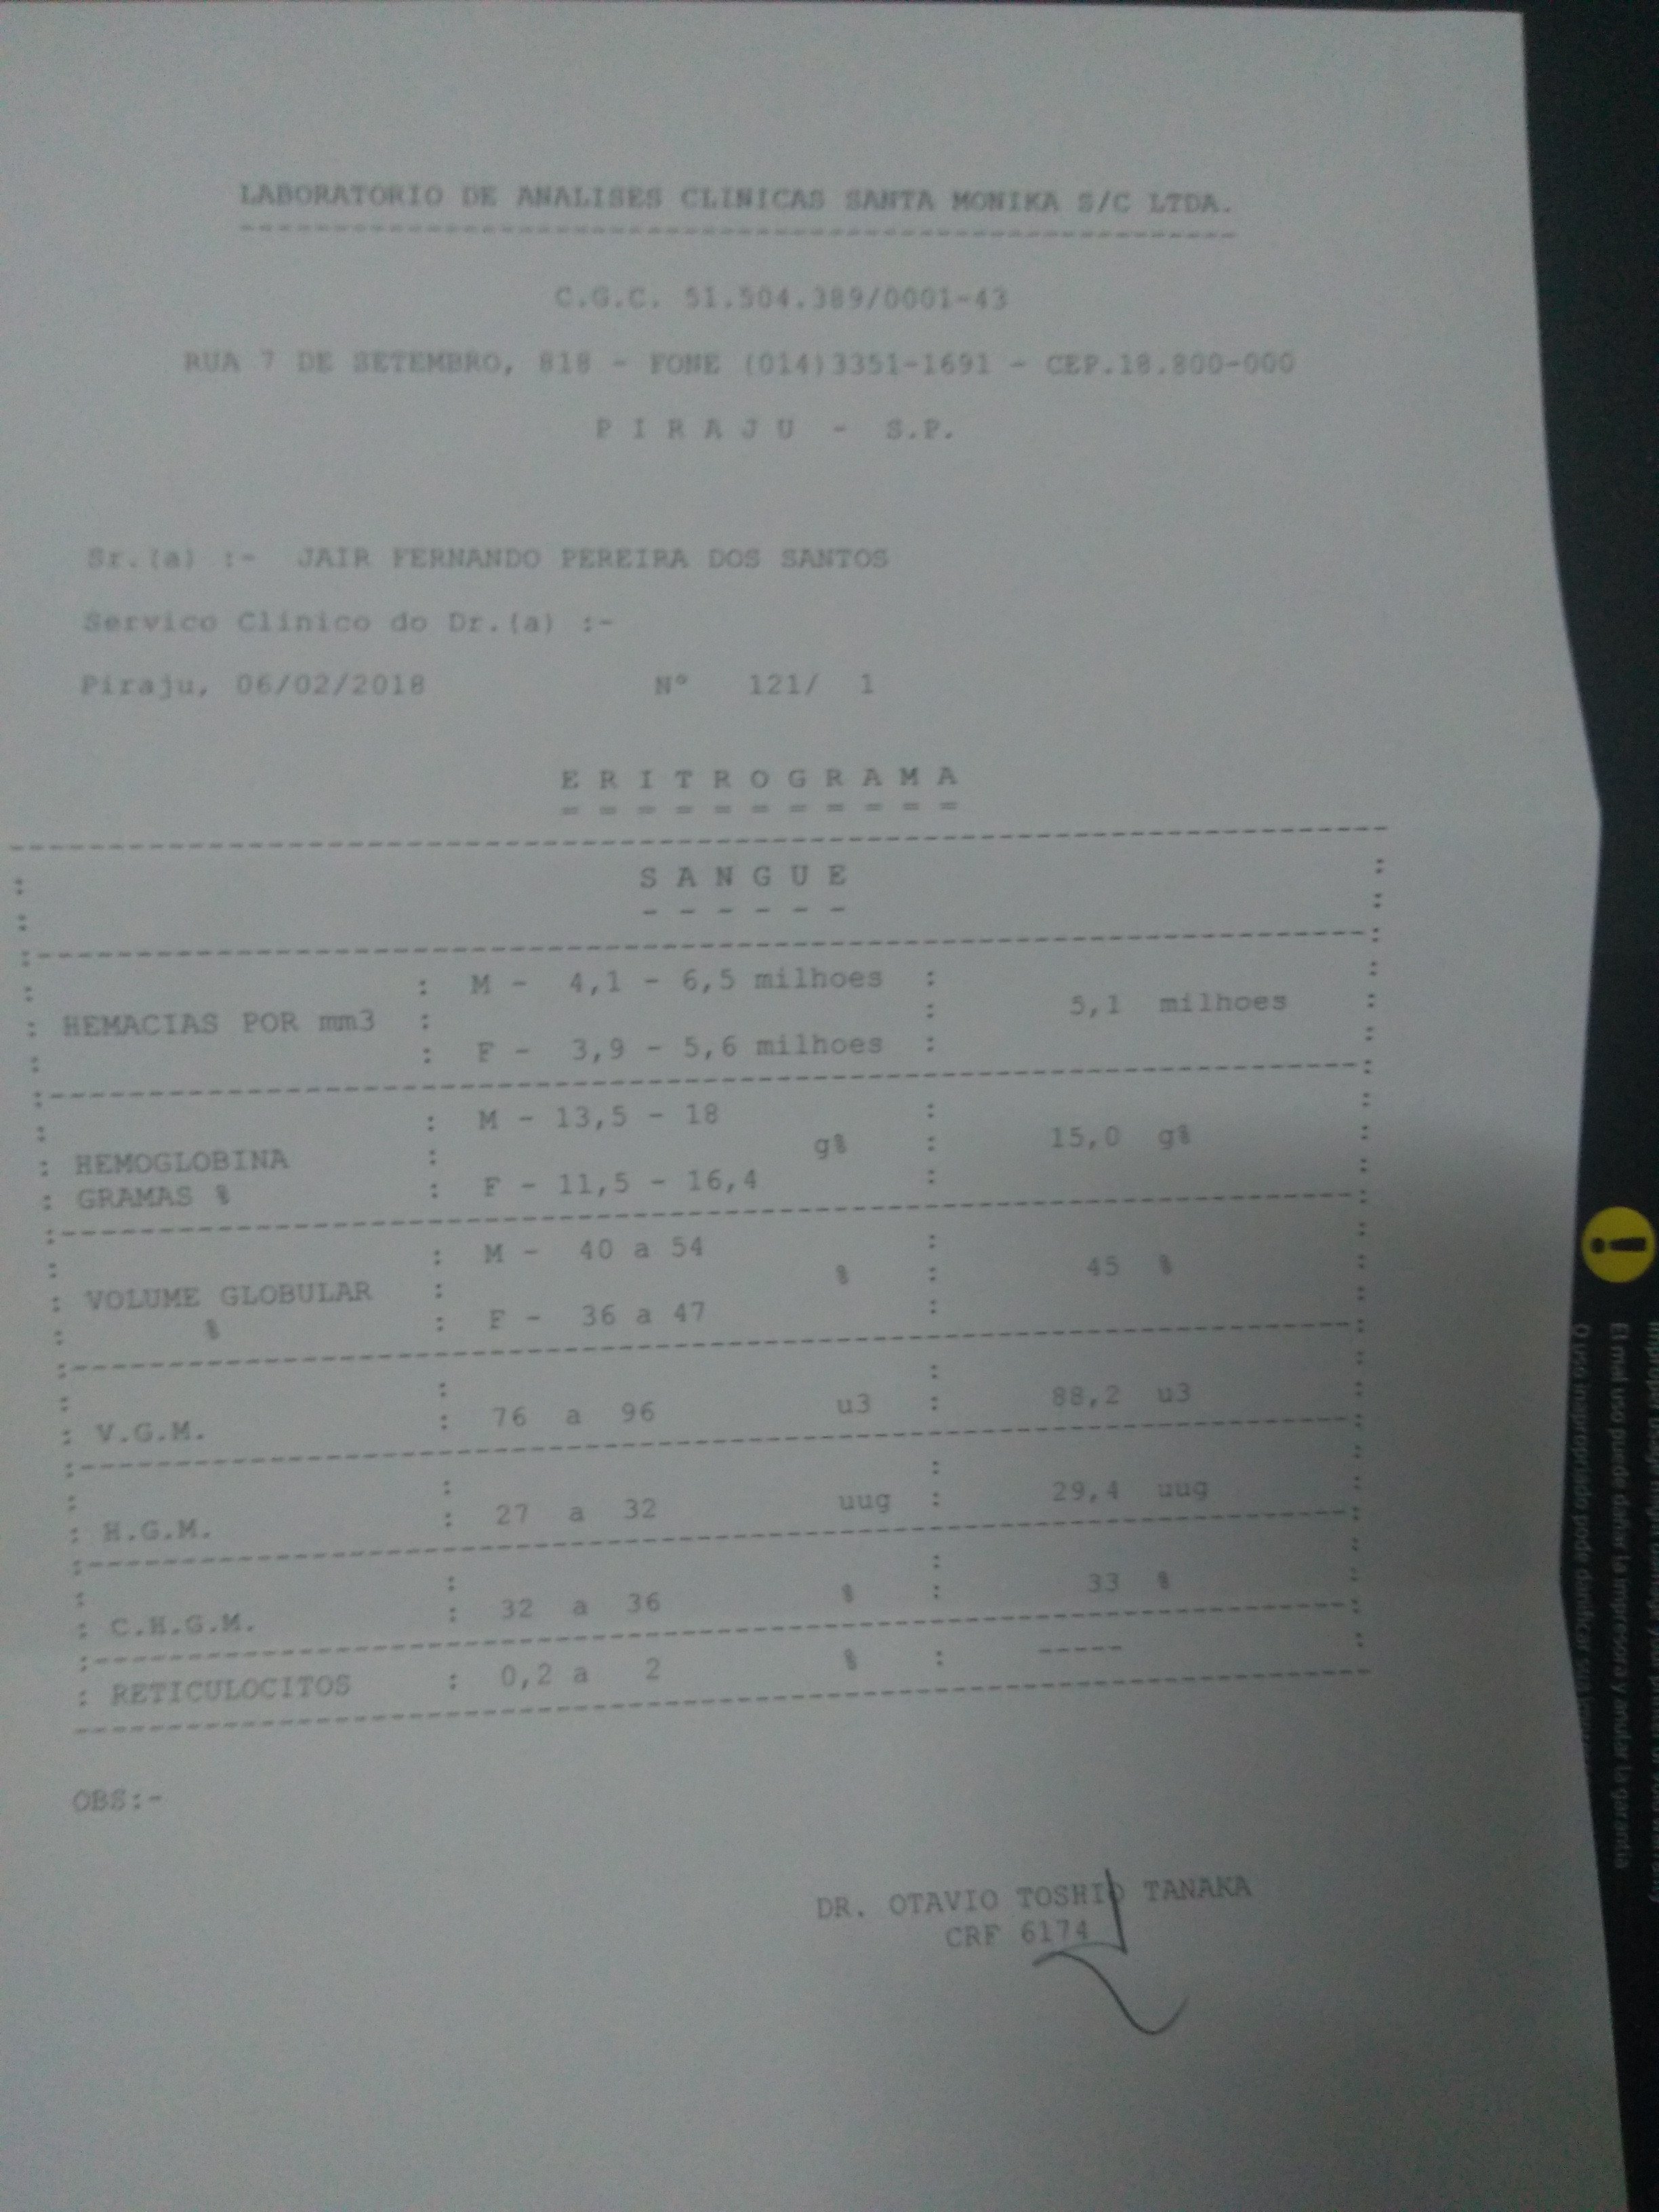 LABORATORIO DE ANALISES CLINICAS SANTA MONIKA S/C LTDA.
C.G.C. 51.504.389/0001-43
RUA 7 DE SETEMBRO, 818 - FONE (014)3351-1691 - CEP.18.800-000
P I R A J U - S.P.
Sr.(a) :- JAIR FERNANDO PEREIRA DOS SANTOS
Servico Clinico do Dr.(a) :-
Piraju, 06/02/2018 Nº 121/ 1
E R I T R O G R A M A
= = = = = = = = = = =
S A N G U E
- - - - - -
: M - 4,1 - 6,5 milhoes :
: HEMACIAS POR mm3 : : 5,1 milhoes :
: F - 3,9 - 5,6 milhoes :
: M - 13,5 - 18 :
: HEMOGLOBINA : g% : 15,0 g% :
: GRAMAS % : F - 11,5 - 16,4 :
: M - 40 a 54 :
: VOLUME GLOBULAR : % : 45 % :
: % : F - 36 a 47 :
: V.G.M. : 76 a 96 u3 : 88,2 u3 :
: H.G.M. : 27 a 32 uug : 29,4 uug :
: C.H.G.M. : 32 a 36 % : 33 % :
: RETICULOCITOS : 0,2 a 2 % : ----- :
OBS:-
DR. OTAVIO TOSHIO TANAKA
CRF 6174
El mal uso puede dañar la impresora y anular la garantía
O uso inapropriado pode danificar sua